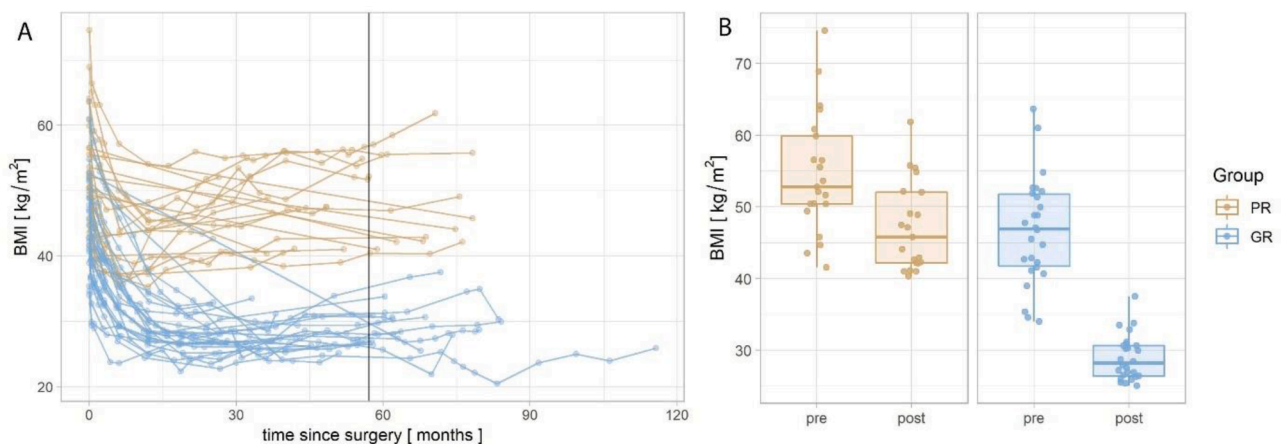 A
BMI [ kg/m²]
60
40
20
0
30
60
90
120
time since surgery [ months ]
B
BMI [ kg/m²]
70
60
50
40
30
pre
post
pre
post
Group
PR
GR